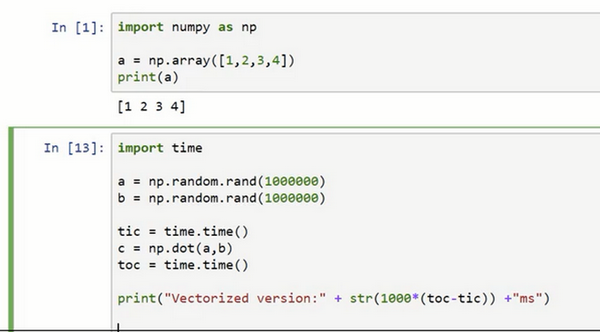 In [1]: import numpy as np
a = np.array([1,2,3,4])
print(a)
[1 2 3 4]
In [13]: import time
a = np.random.rand(1000000)
b = np.random.rand(1000000)
tic = time.time()
c = np.dot(a,b)
toc = time.time()
print("Vectorized version:" + str(1000*(toc-tic)) +"ms")